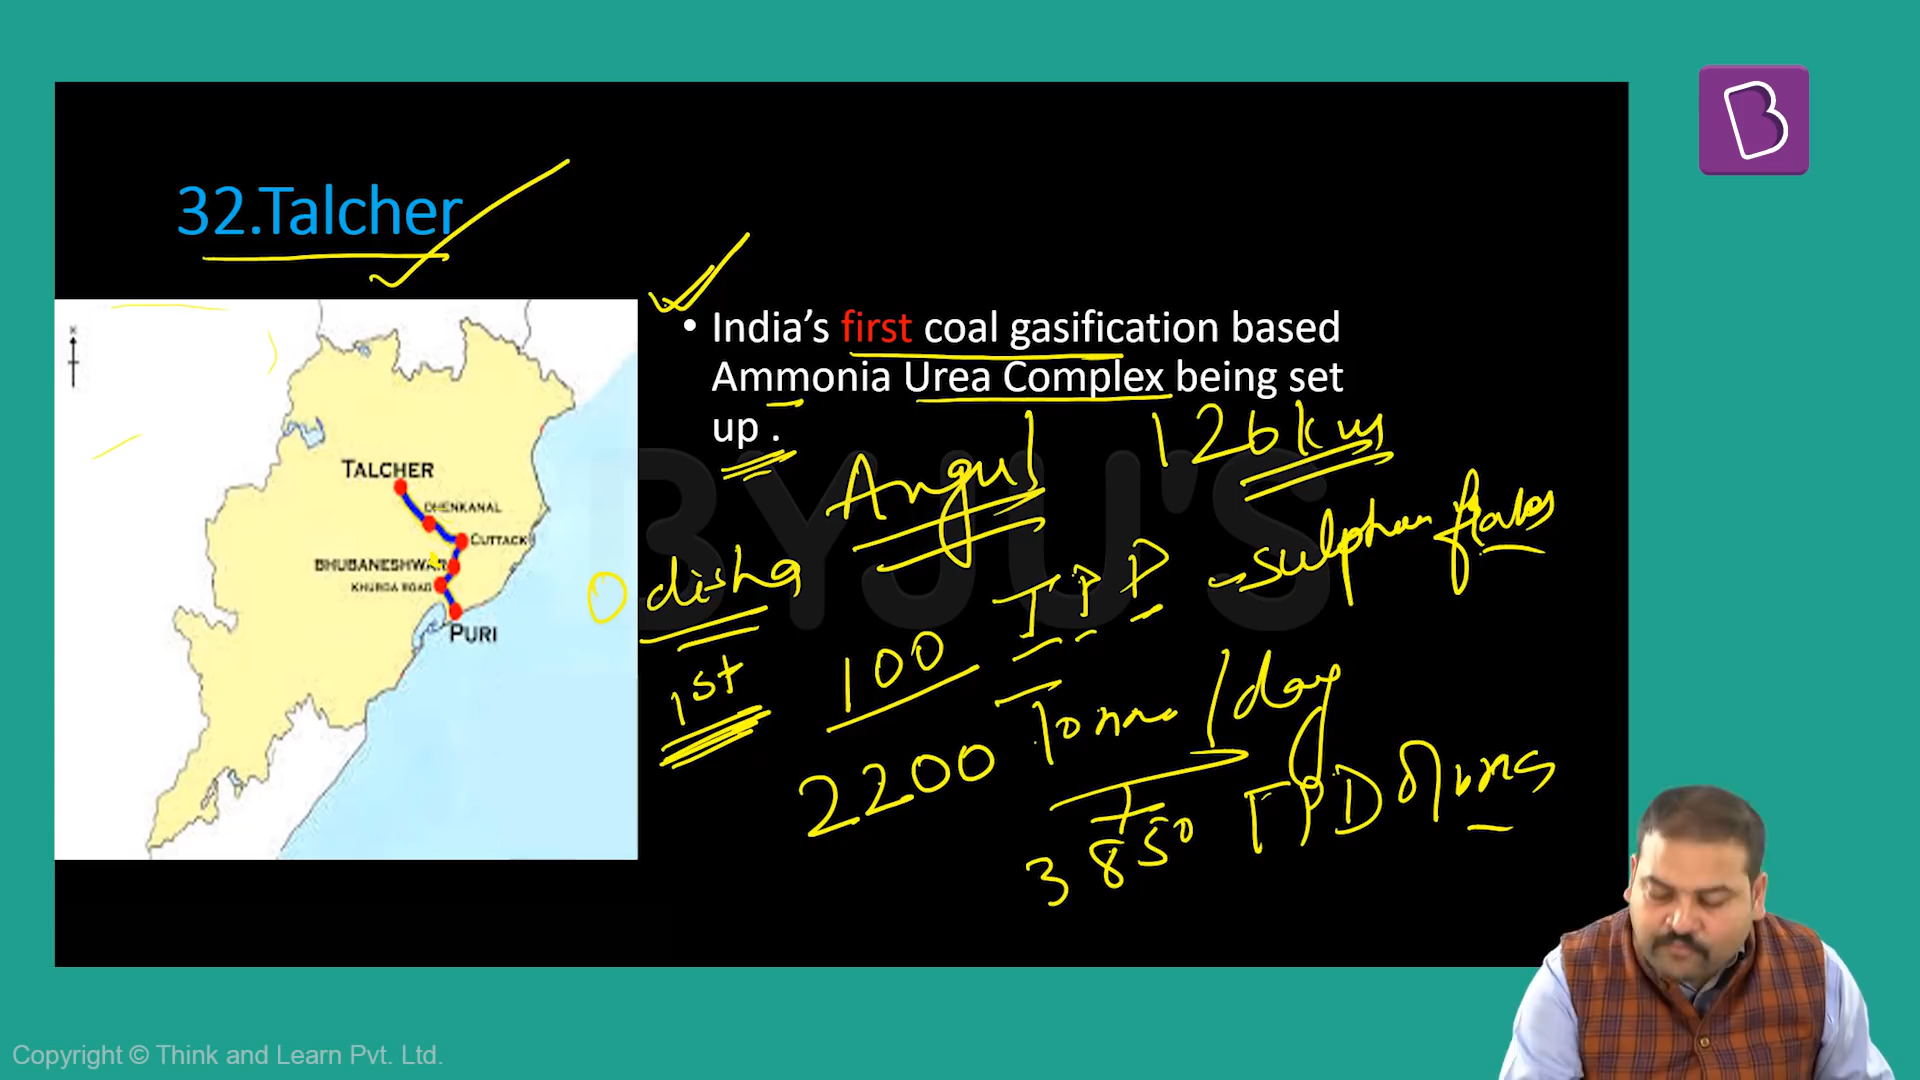 B
32.Talcher
• India's first coal gasification based
Ammonia Urea Complex being set
up .
Angul
126 kms
Odisha
1st
100 TPD
sulphur flakes
2200 Tonne/day
3850 TPD
TALCHER
DHENKANAL
CUTTACK
BHUBANESHWAR
KHURDA ROAD
PURI
BYJU'S
Copyright © Think and Learn Pvt. Ltd.